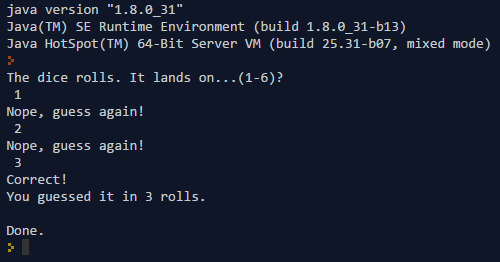 java version "1.8.0_31"
Java(TM) SE Runtime Environment (build 1.8.0_31-b13)
Java HotSpot(TM) 64-Bit Server VM (build 25.31-b07, mixed mode)
The dice rolls. It lands on...(1-6)?
1
Nope, guess again!
2
Nope, guess again!
3
Correct!
You guessed it in 3 rolls.
Done.